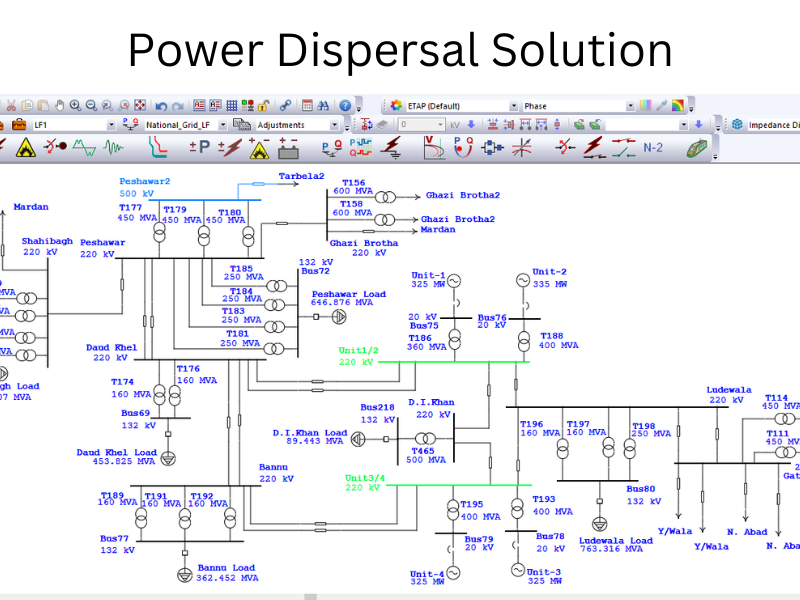 Power Dispersal Solution
ETAP (Default)
Phase
LF1
National_Grid_LF
Adjustments
0
kV
Impedance Di
N-2
Tarbela2
Peshawar2
500 kV
T156
600 MVA
Ghazi Brotha2
T158
600 MVA
Ghazi Brotha2
Mardan
Ghazi Brotha
220 kV
Mardan
T177
450 MVA
T179
450 MVA
T180
450 MVA
Shahibagh
220 kV
Peshawar
220 kV
132 kV
Bus72
T185
250 MVA
T184
250 MVA
T183
250 MVA
T181
250 MVA
Peshawar Load
646.876 MVA
Unit-1
325 MW
Unit-2
335 MW
20 kV
Bus75
Bus76
20 kV
T186
360 MVA
T188
400 MVA
MVA
VA
MVA
VA
gh Load
07 MVA
Daud Khel
220 kV
Unit1/2
220 kV
T174
160 MVA
T176
160 MVA
Bus69
132 kV
Daud Khel Load
453.825 MVA
Bus218
132 kV
D.I.Khan
220 kV
D.I.Khan Load
89.443 MVA
T465
500 MVA
Ludewala
220 kV
T196
160 MVA
T197
160 MVA
T198
250 MVA
T114
450 MV
T111
450 MV
2
Gat
Bannu
220 kV
Unit3/4
220 kV
T189
160 MVA
T191
160 MVA
T192
160 MVA
Bus77
132 kV
Bannu Load
362.452 MVA
T195
400 MVA
T193
400 MVA
Bus79
20 kV
Bus78
20 kV
Unit-4
325 MW
Unit-3
325 MW
Bus80
132 kV
Ludewala Load
763.316 MVA
Y/Wala
Y/Wala
N. Abad
N. Aba